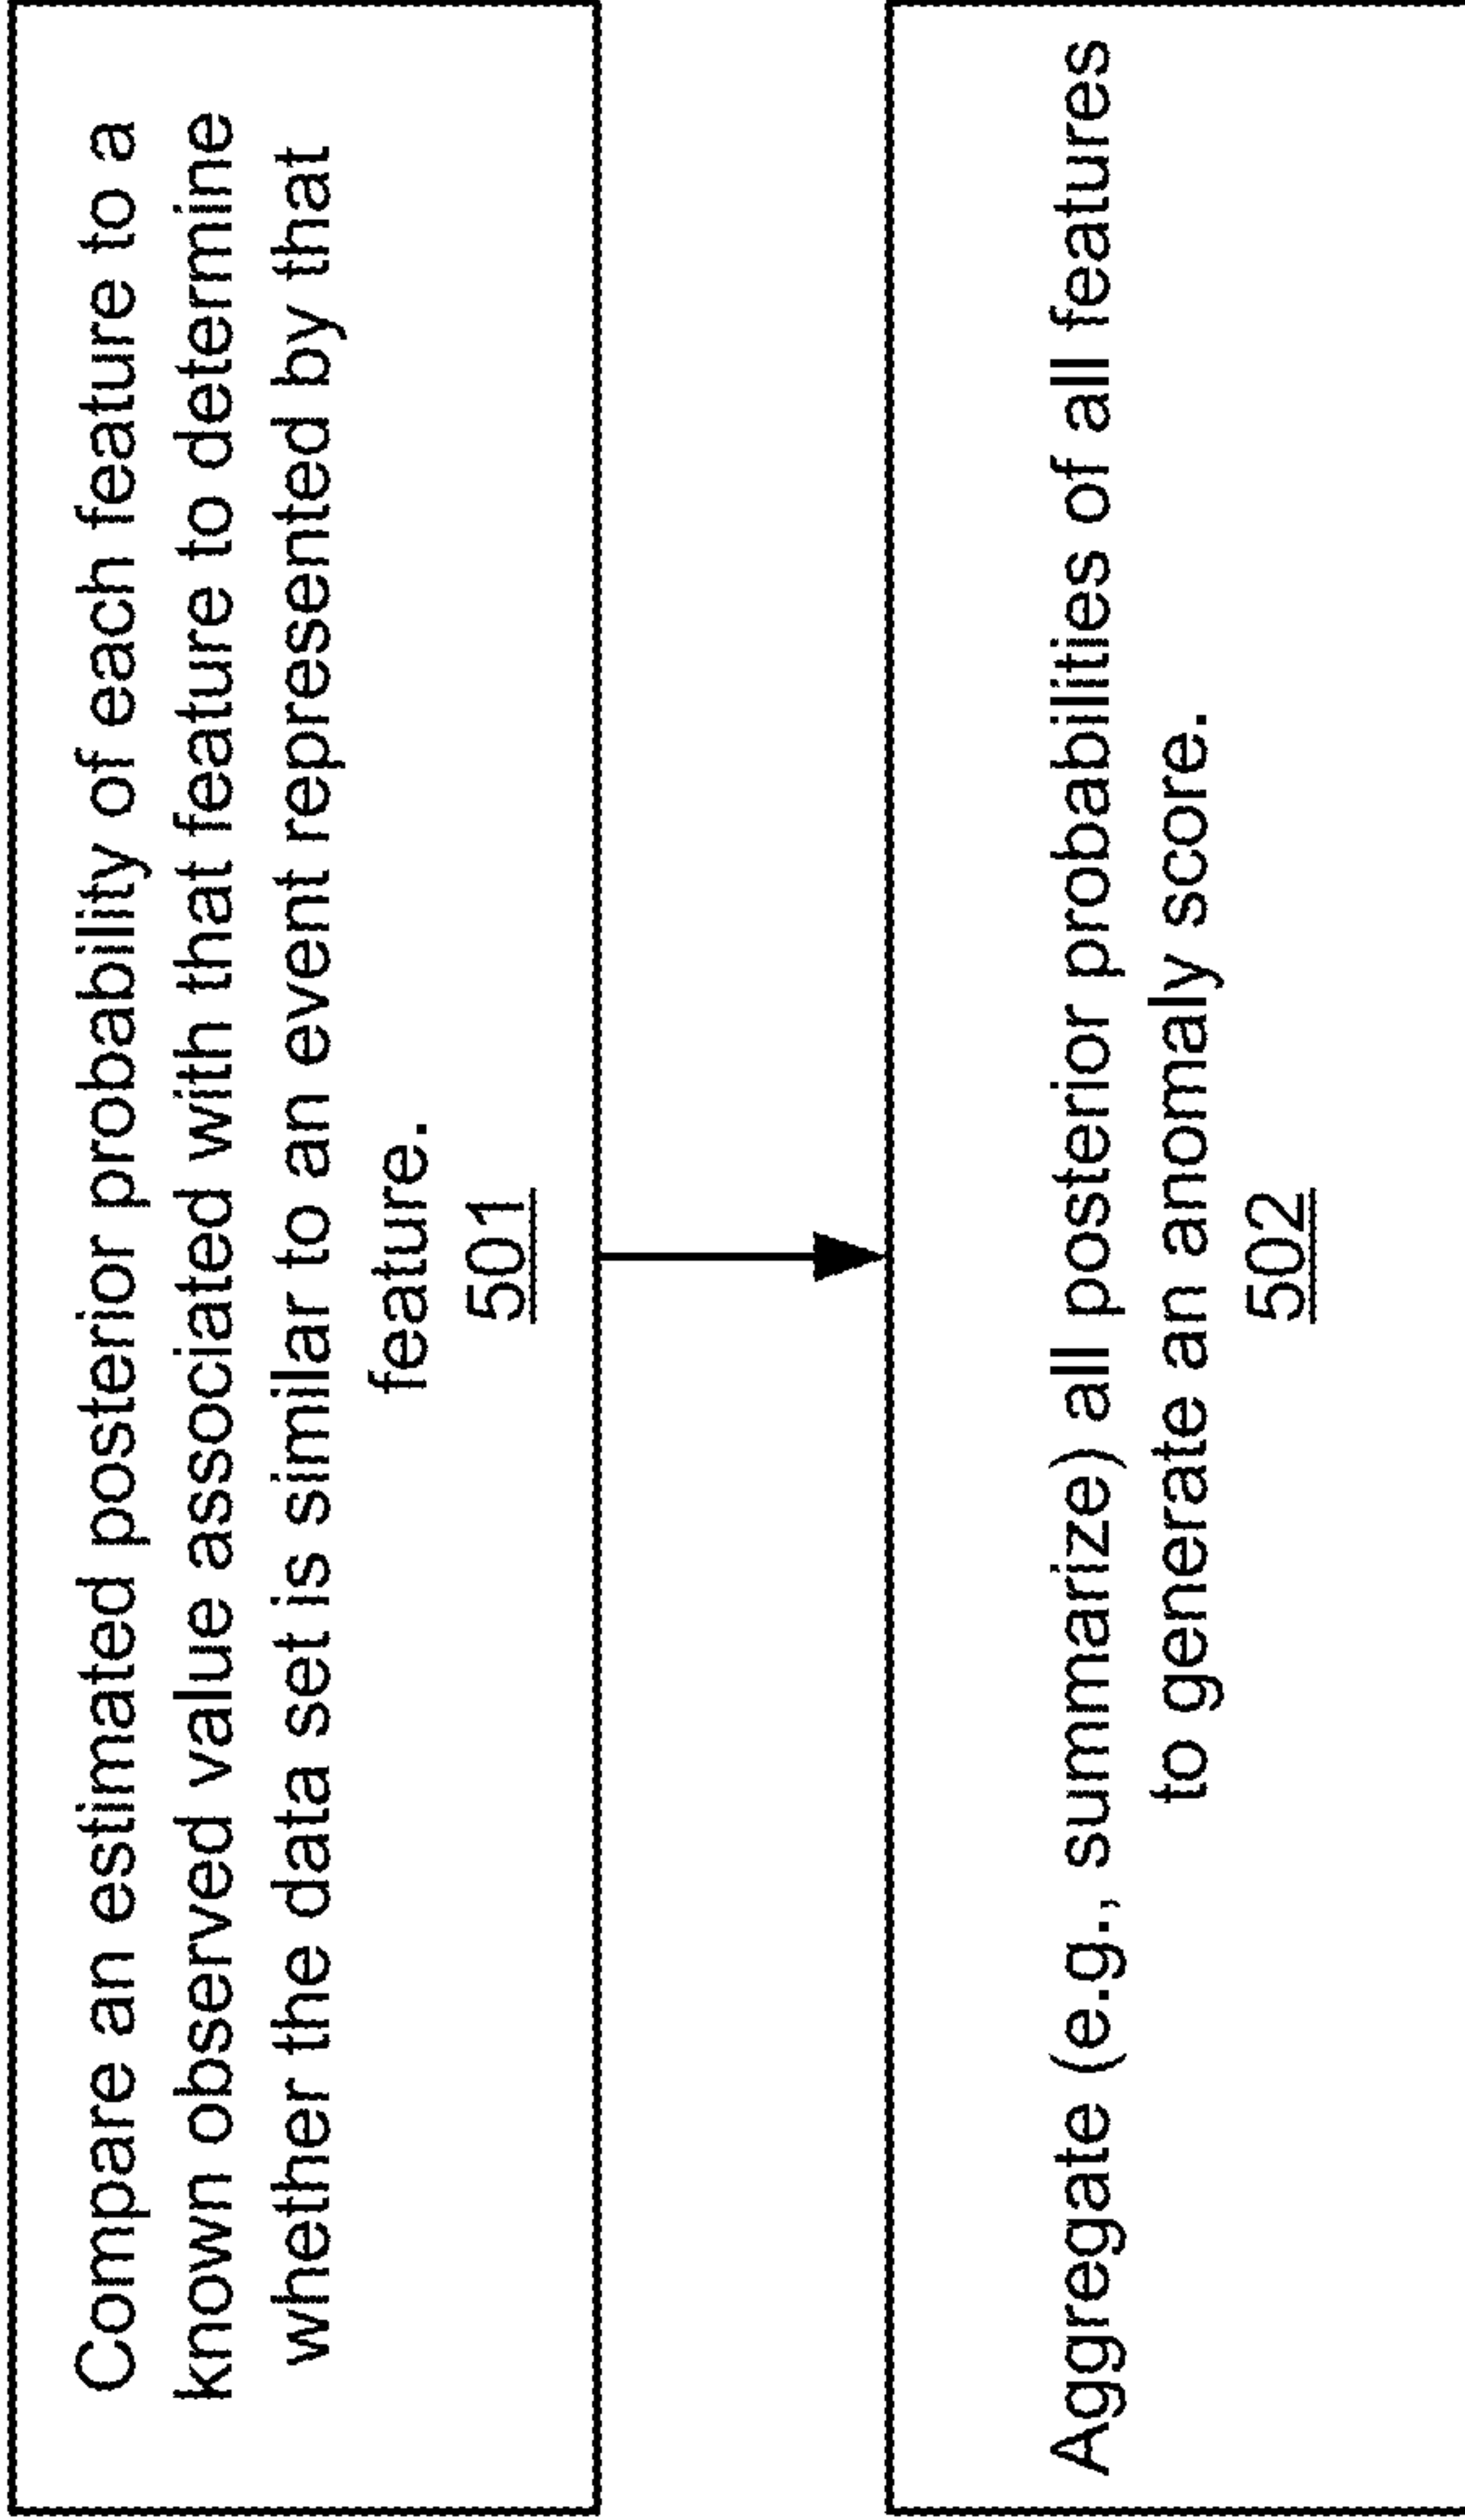 Compare an estimated posterior probability of each feature to a
known observed value associated with that feature to determine
whether the data set is similar to an event represented by that
feature.
501
Aggregate (e.g., summarize) all posterior probabilities of all features
to generate an anomaly score.
502